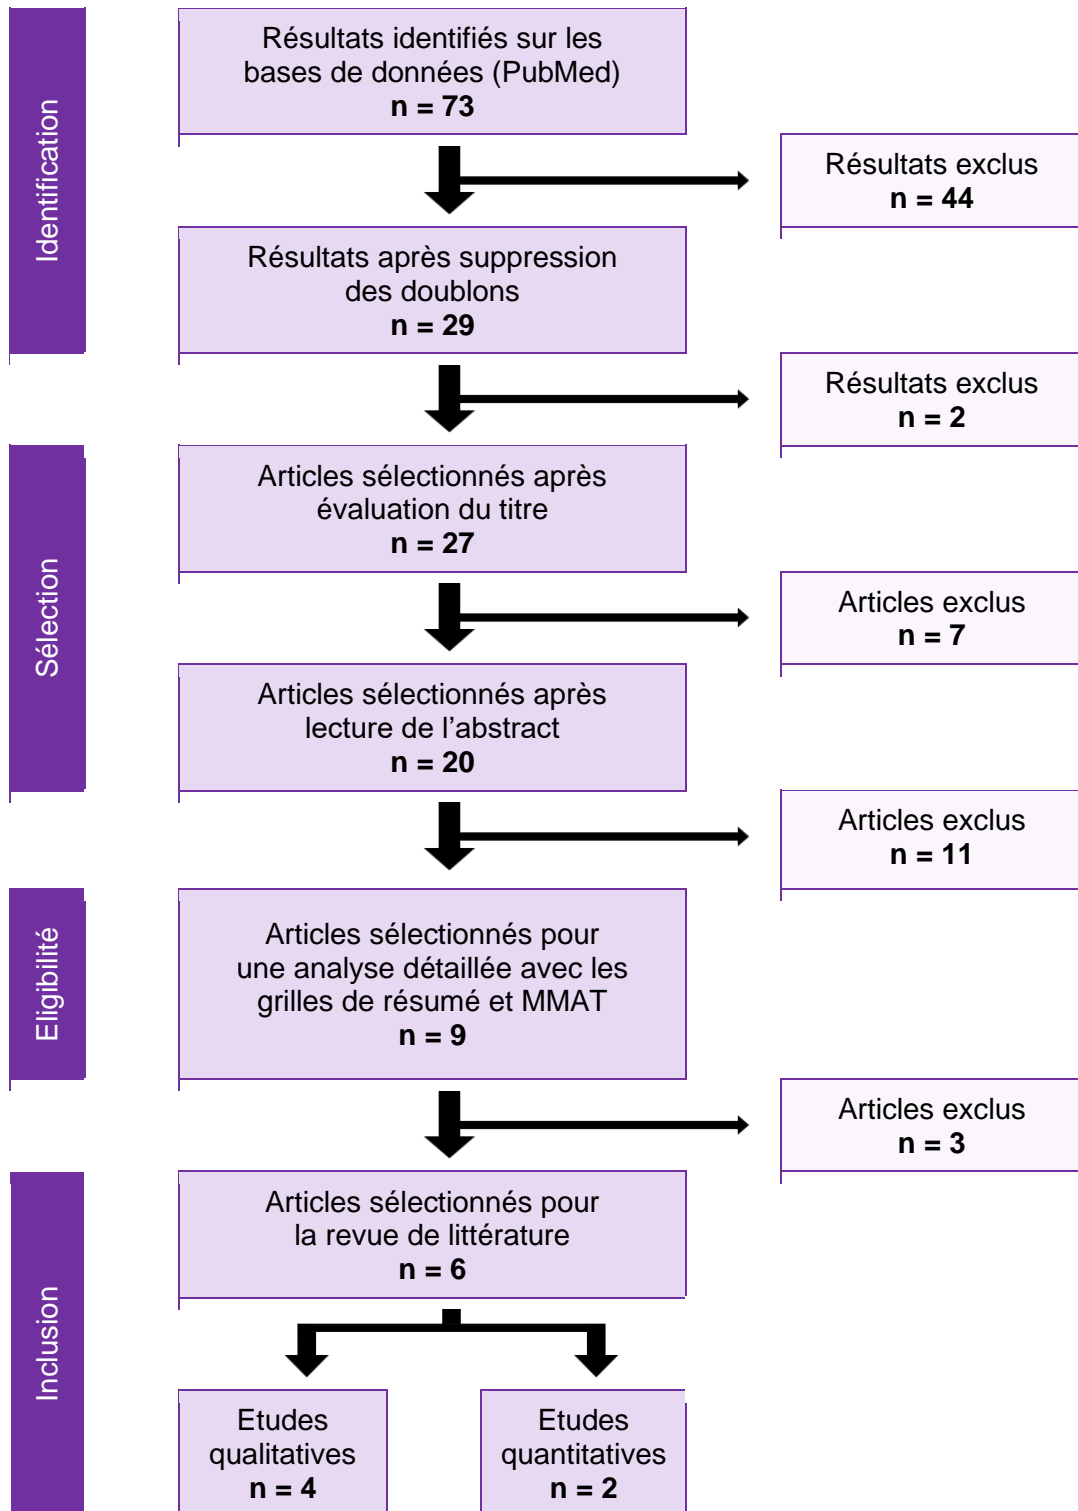 Identification
Résultats identifiés sur les
bases de données (PubMed)
n = 73
Résultats exclus
n = 44
Résultats après suppression
des doublons
n = 29
Résultats exclus
n = 2
Sélection
Articles sélectionnés après
évaluation du titre
n = 27
Articles exclus
n = 7
Articles sélectionnés après
lecture de l’abstract
n = 20
Articles exclus
n = 11
Eligibilité
Articles sélectionnés pour
une analyse détaillée avec les
grilles de résumé et MMAT
n = 9
Articles exclus
n = 3
Inclusion
Articles sélectionnés pour
la revue de littérature
n = 6
Etudes
qualitatives
n = 4
Etudes
quantitatives
n = 2